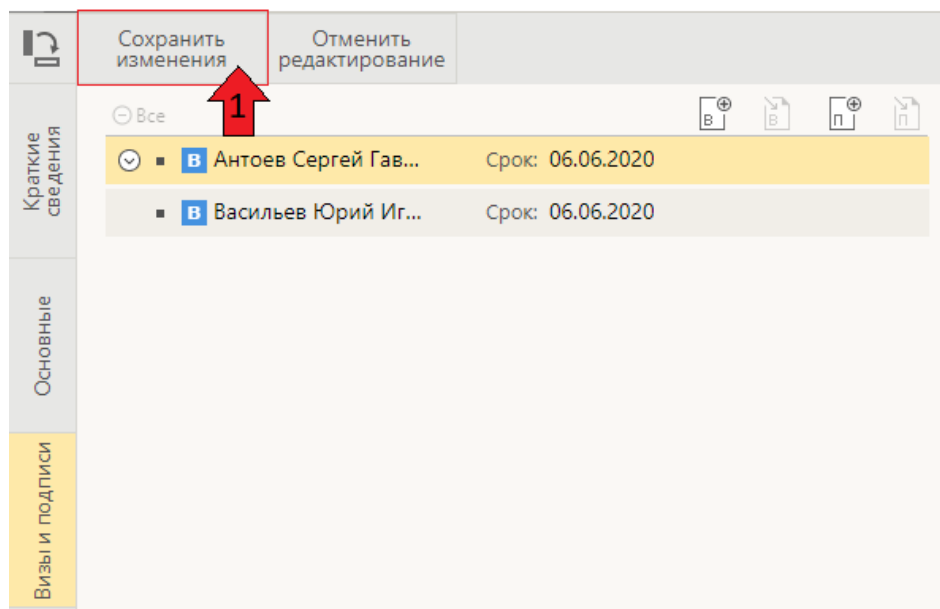 Сохранить
изменения
Отменить
редактирование
1
Все
В
В
П
П
В Антоев Сергей Гав... Срок: 06.06.2020
В Васильев Юрий Иг... Срок: 06.06.2020
Краткие
сведения
Основные
Визы и подписи